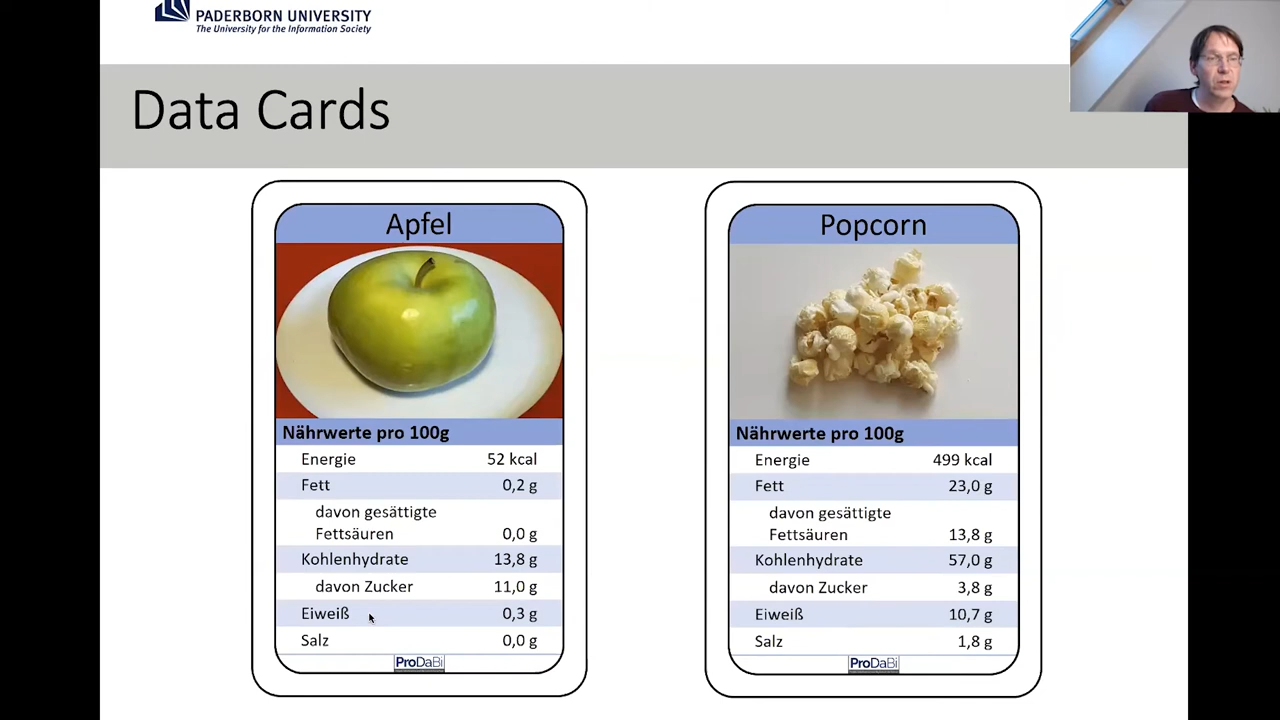 PADERBORN UNIVERSITY
The University for the Information Society
Data Cards
Apfel
Nährwerte pro 100g
Energie 52 kcal
Fett 0,2 g
davon gesättigte
Fettsäuren 0,0 g
Kohlenhydrate 13,8 g
davon Zucker 11,0 g
Eiweiß 0,3 g
Salz 0,0 g
ProDaBi
Popcorn
Nährwerte pro 100g
Energie 499 kcal
Fett 23,0 g
davon gesättigte
Fettsäuren 13,8 g
Kohlenhydrate 57,0 g
davon Zucker 3,8 g
Eiweiß 10,7 g
Salz 1,8 g
ProDaBi